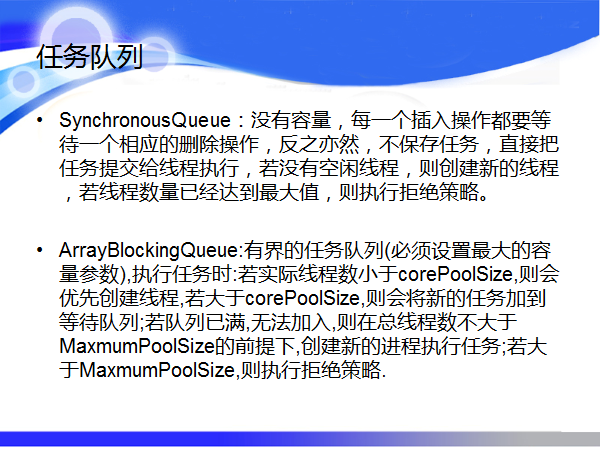 任务队列
• SynchronousQueue：没有容量，每一个插入操作都要等
待一个相应的删除操作，反之亦然，不保存任务，直接把
任务提交给线程执行，若没有空闲线程，则创建新的线程
，若线程数量已经达到最大值，则执行拒绝策略。
• ArrayBlockingQueue:有界的任务队列(必须设置最大的容
量参数),执行任务时:若实际线程数小于corePoolSize,则会
优先创建线程,若大于corePoolSize,则会将新的任务加到
等待队列;若队列已满,无法加入,则在总线程数不大于
MaxmumPoolSize的前提下,创建新的进程执行任务;若大
于MaxmumPoolSize,则执行拒绝策略.